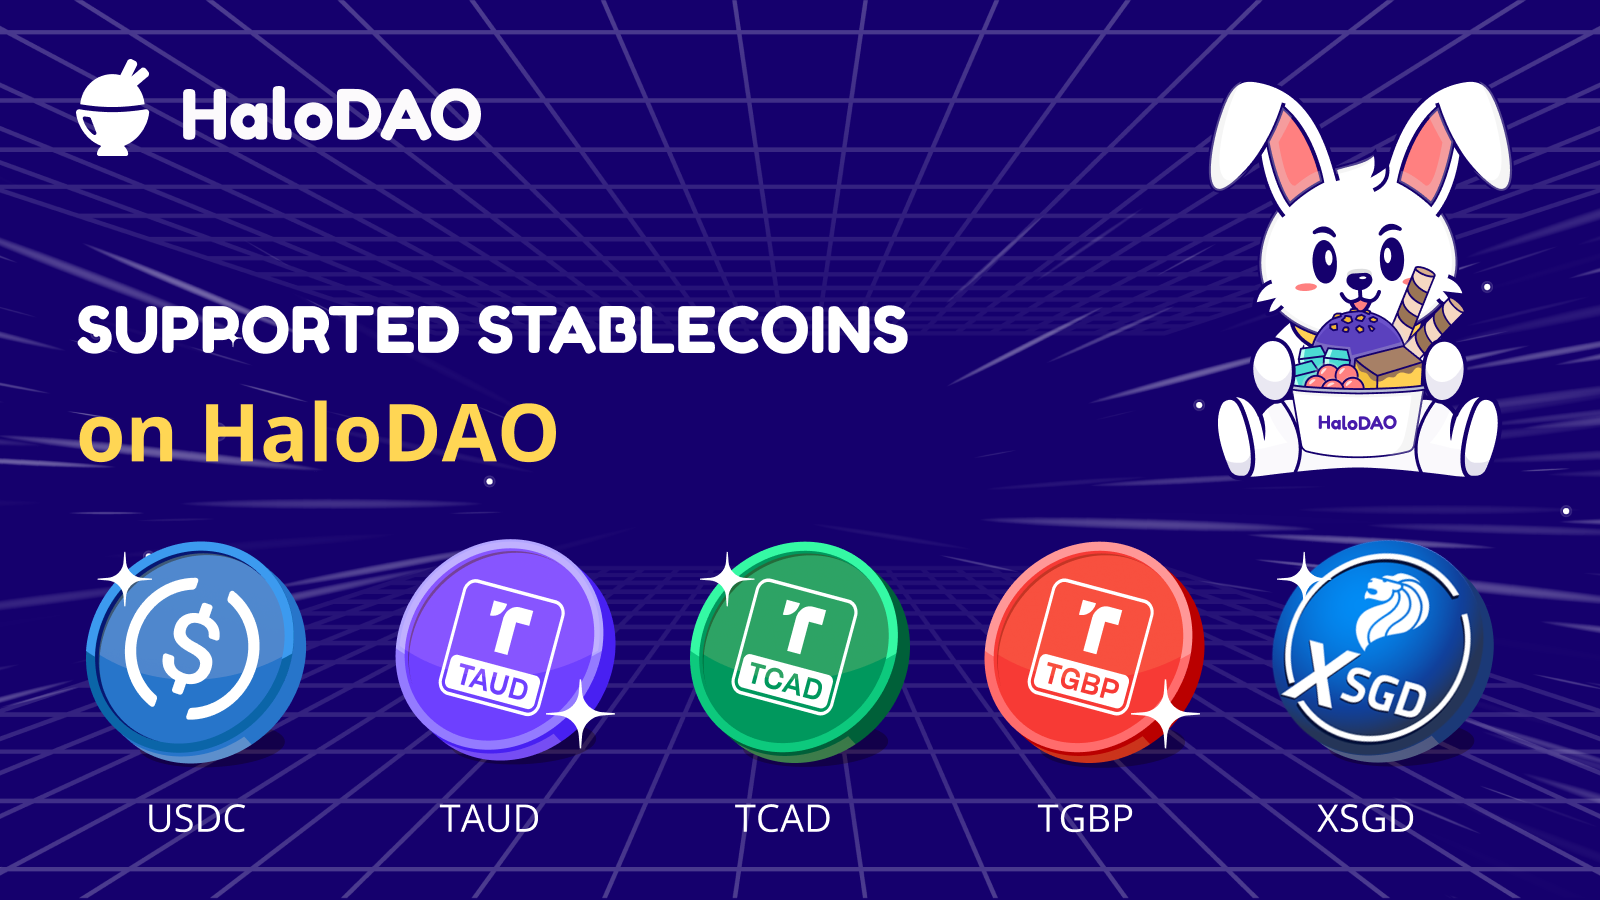 HaloDAO
SUPPORTED STABLECOINS
on HaloDAO
HaloDAO
TAUD
TCAD
TGBP
XSGD
USDC
TAUD
TCAD
TGBP
XSGD